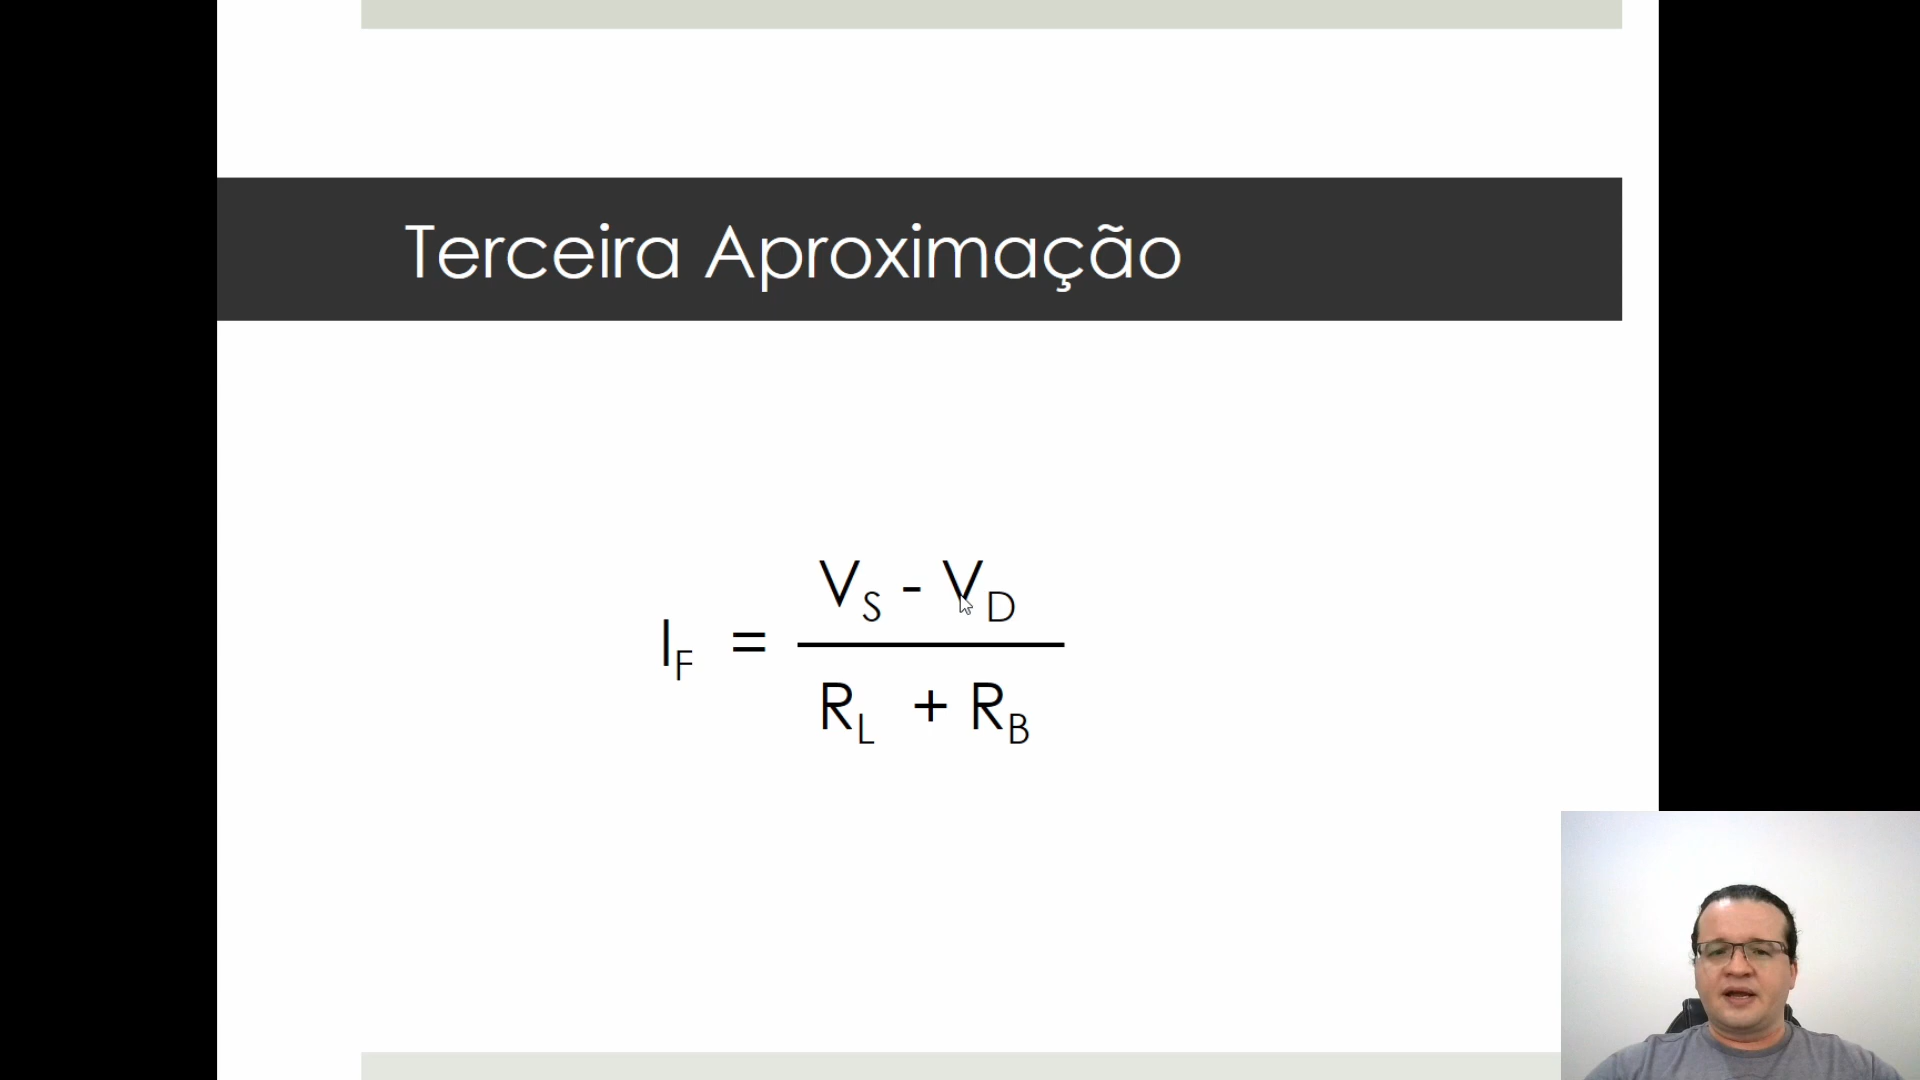 Terceira Aproximação
V_S - V_D
I_F =
R_L + R_B